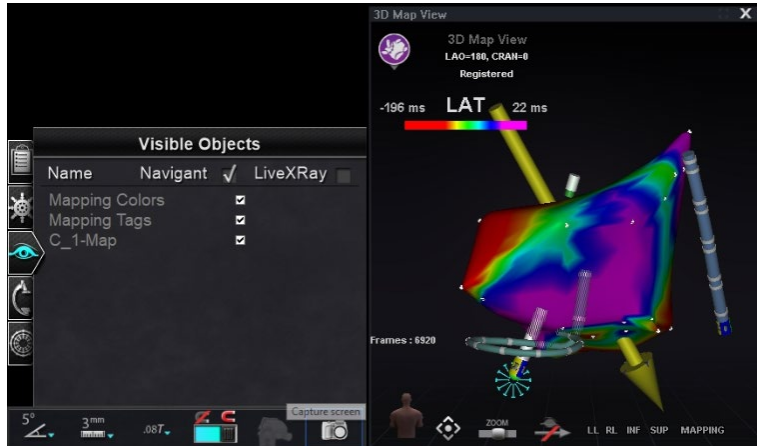 3D Map View
X
3D Map View
LAO=180, CRAN=0
Registered
-196 ms LAT 22 ms
Visible Objects
Name Navigant LiveXRay
Mapping Colors
Mapping Tags
C_1-Map
Frames : 6920
Capture screen
5° 3mm .08T
ZOOM
LL RL INF SUP MAPPING